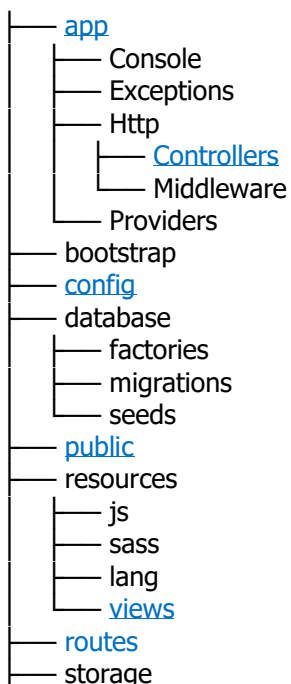 app
Console
Exceptions
Http
Controllers
Middleware
Providers
bootstrap
config
database
factories
migrations
seeds
public
resources
js
sass
lang
views
routes
storage